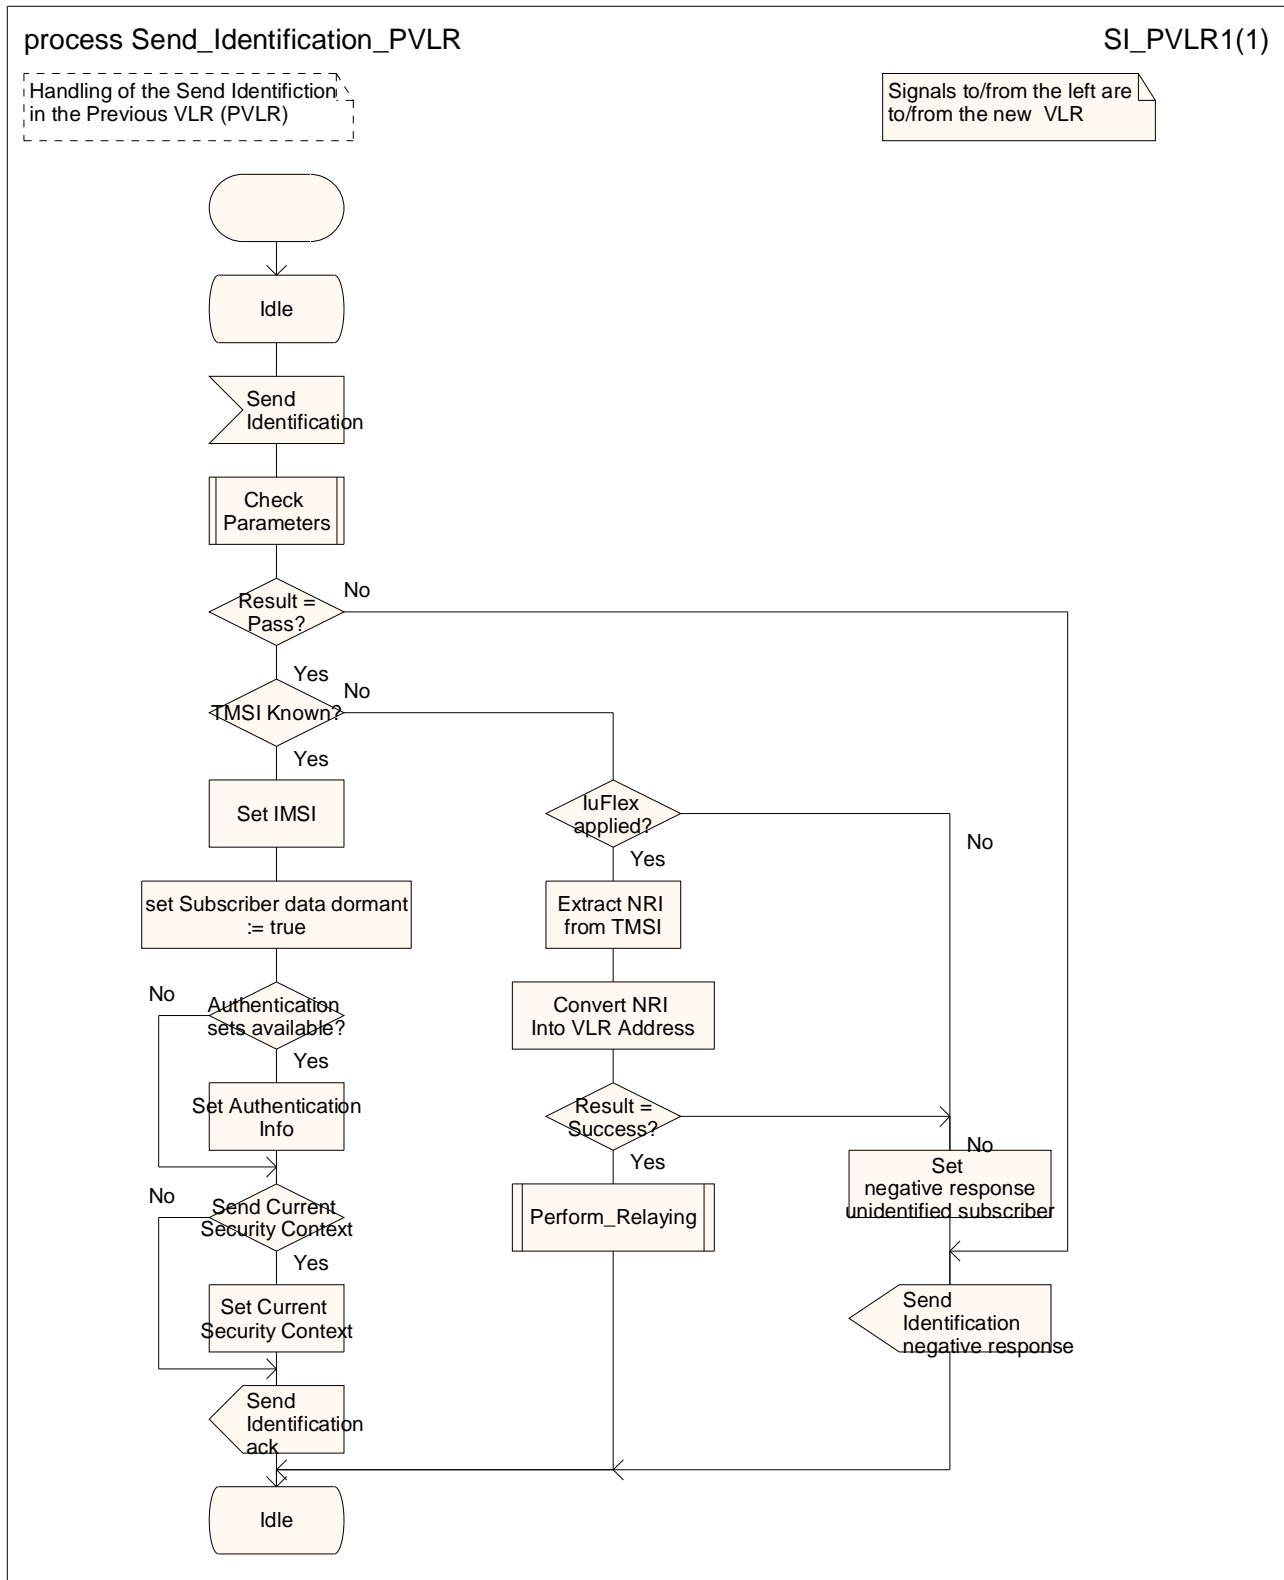 process Send_Identification_PVLR
SI_PVLR1(1)
Handling of the Send Identifiction
in the Previous VLR (PVLR)
Signals to/from the left are
to/from the new  VLR
Idle
Send
Identification
Check
Parameters
Result =
Pass?
No
Yes
TMSI Known?
No
Yes
Set IMSI
IuFlex
applied?
No
Yes
set Subscriber data dormant
:= true
Extract NRI
from TMSI
No
Authentication
sets available?
Yes
Convert NRI
Into VLR Address
Set Authentication
Info
Result =
Success?
No
Yes
Set
negative response
unidentified subscriber
No
Send Current
Security Context
Yes
Perform_Relaying
Set Current
Security Context
Send
Identification
negative response
Send
Identification
ack
Idle